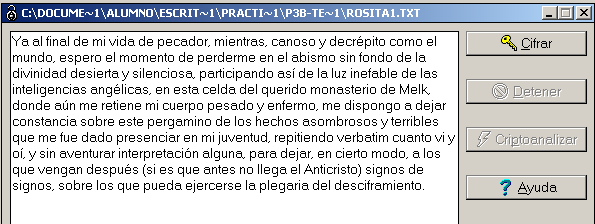 C:\DOCUME~1\ALUMNO\ESCRIT~1\PRACTI~1\P3B-TE~1\ROSITA1.TXT
Ya al final de mi vida de pecador, mientras, canoso y decrépito como el
mundo, espero el momento de perderme en el abismo sin fondo de la
divinidad desierta y silenciosa, participando así de la luz inefable de las
inteligencias angélicas, en esta celda del querido monasterio de Melk,
donde aún me retiene mi cuerpo pesado y enfermo, me dispongo a dejar
constancia sobre este pergamino de los hechos asombrosos y terribles
que me fue dado presenciar en mi juventud, repitiendo verbatim cuanto vi y
oí, y sin aventurar interpretación alguna, para dejar, en cierto modo, a los
que vengan después (si es que antes no llega el Anticristo) signos de
signos, sobre los que pueda ejercerse la plegaria del desciframiento.
Cifrar
Detener
Criptoanalizar
Ayuda